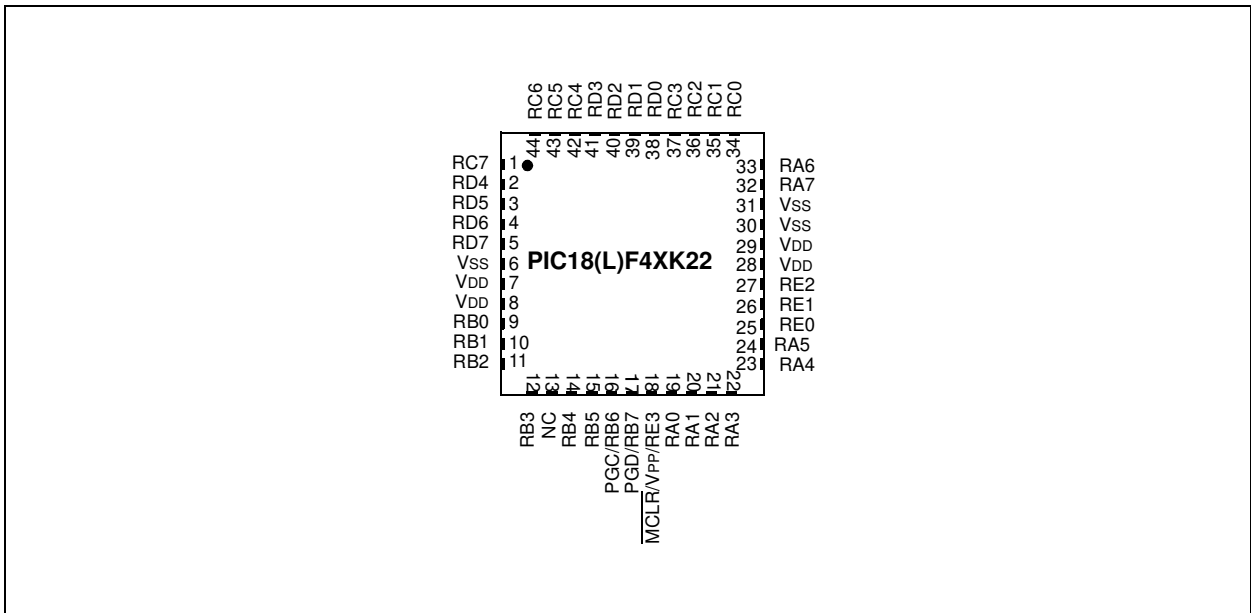 RC6 RC5 RC4 RD3 RD2 RD1 RD0 RC3 RC2 RC1 RC0
44 43 42 41 40 39 38 37 36 35 34
RC7 1 33 RA6
RD4 2 32 RA7
RD5 3 31 VSS
RD6 4 30 VSS
RD7 5 29 VDD
VSS 6 PIC18(L)F4XK22 28 VDD
VDD 7 27 RE2
VDD 8 26 RE1
RB0 9 25 RE0
RB1 10 24 RA5
RB2 11 23 RA4
12 13 14 15 16 17 18 19 20 21 22
RB3 NC RB4 RB5 PGC/RB6 PGD/RB7 MCLR/VPP/RE3 RA0 RA1 RA2 RA3